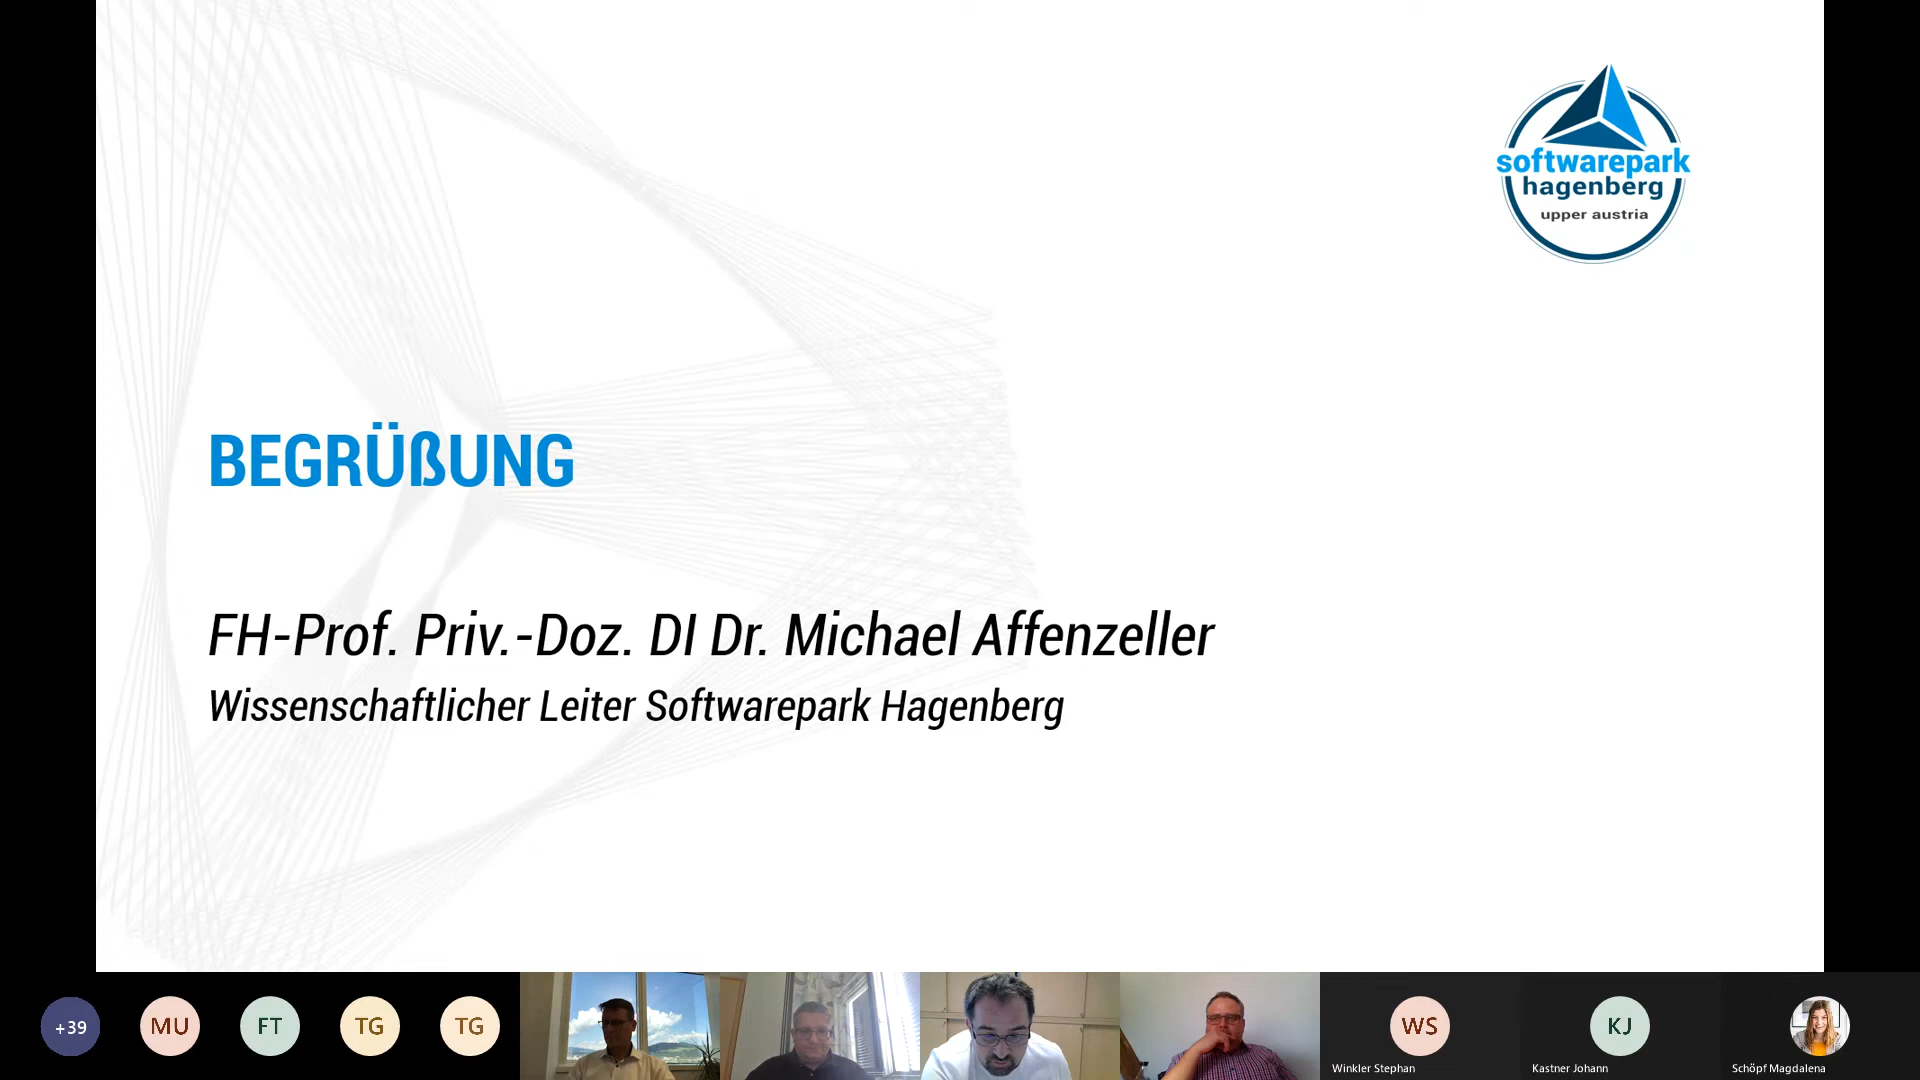 softwarepark
hagenberg
upper austria
BEGRÜßUNG
FH-Prof. Priv.-Doz. DI Dr. Michael Affenzeller
Wissenschaftlicher Leiter Softwarepark Hagenberg
+39
MU
FT
TG
TG
WS
Winkler Stephan
KJ
Kastner Johann
Schöpf Magdalena